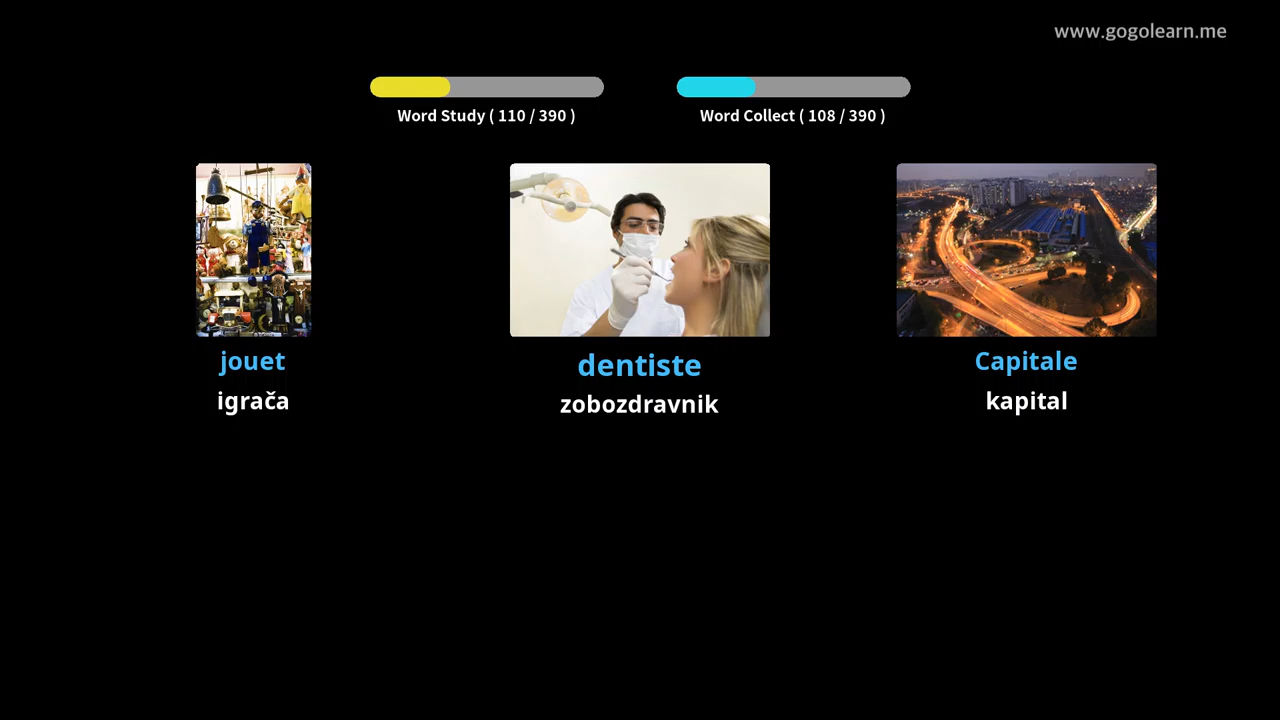 www.gogolearn.me
Word Study ( 110 / 390 )
Word Collect ( 108 / 390 )
jouet
igrača
dentiste
zobozdravnik
Capitale
kapital